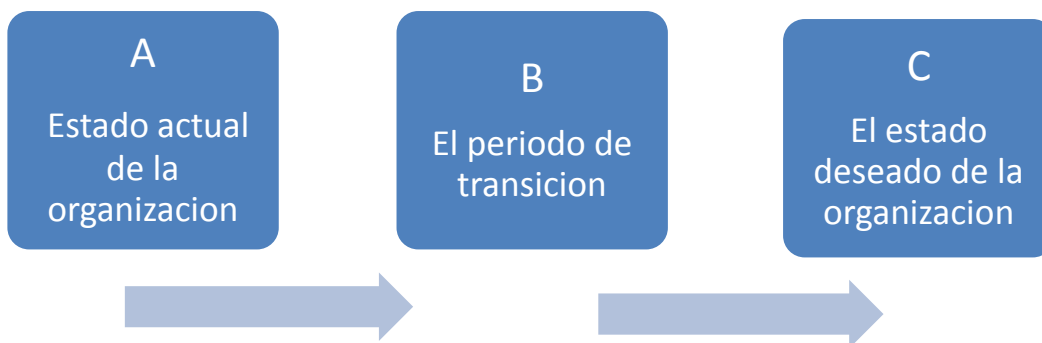 A
Estado actual
de la
organizacion
B
El periodo de
transicion
C
El estado
deseado de la
organizacion